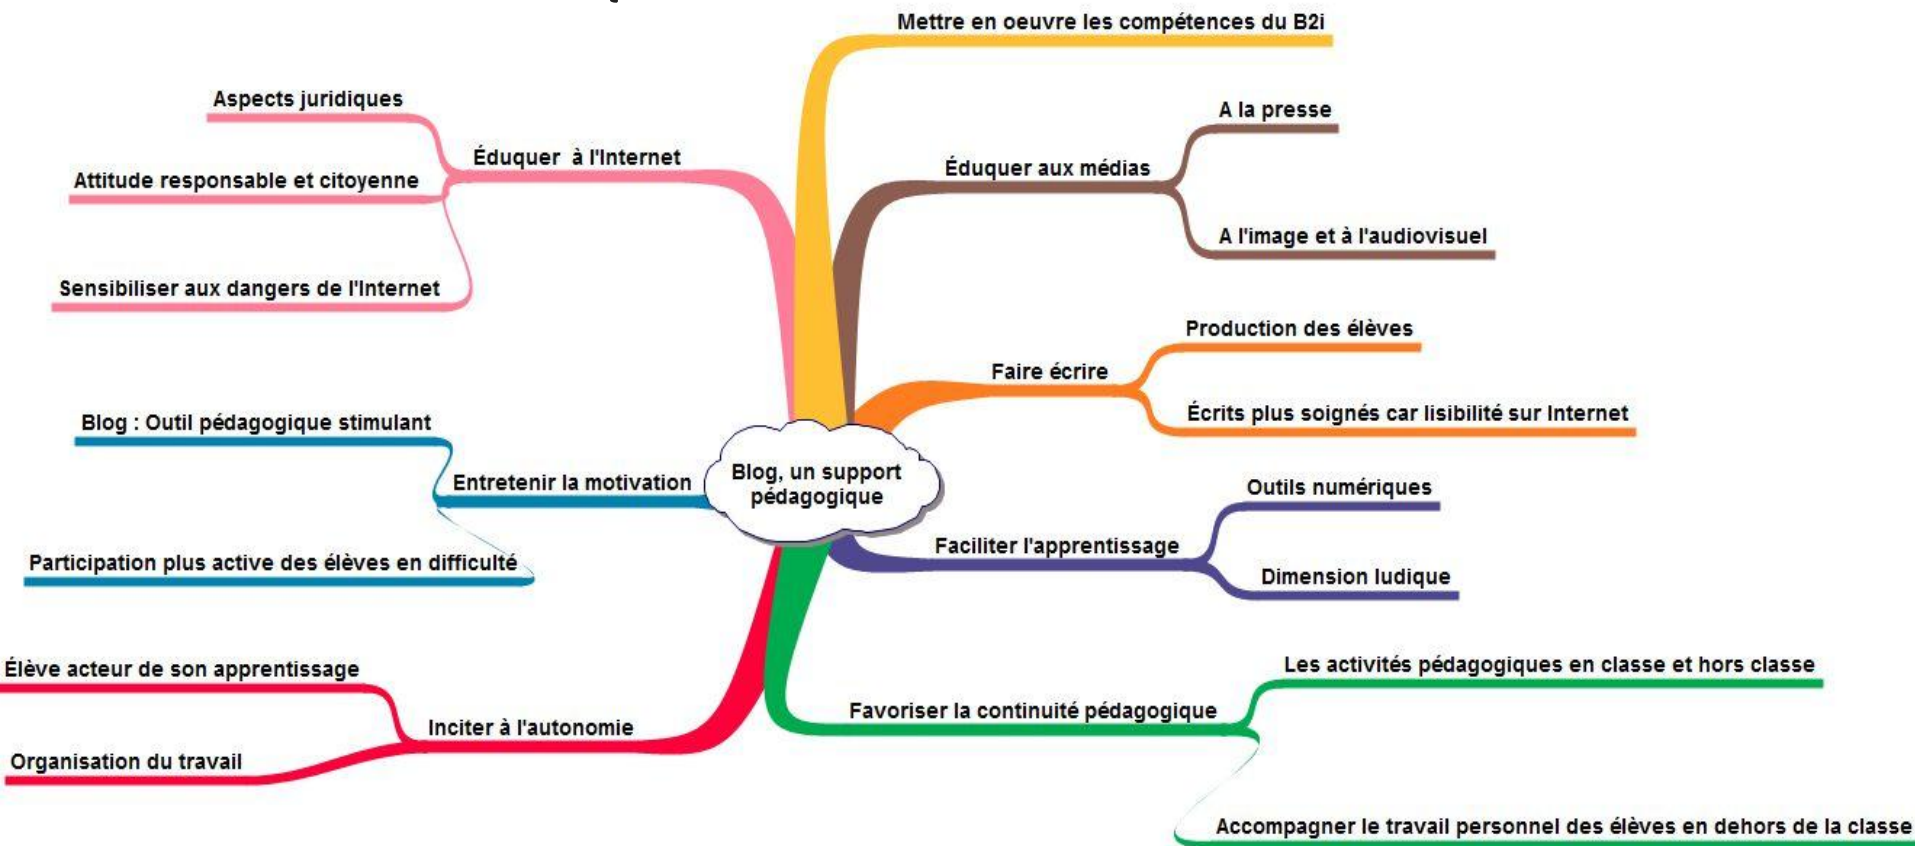 Mettre en oeuvre les compétences du B2i
Aspects juridiques
A la presse
Éduquer à l'Internet
Éduquer aux médias
Attitude responsable et citoyenne
A l'image et à l'audiovisuel
Sensibiliser aux dangers de l'Internet
Production des élèves
Faire écrire
Écrits plus soignés car lisibilité sur Internet
Blog : Outil pédagogique stimulant
Blog, un support
pédagogique
Entretenir la motivation
Outils numériques
Faciliter l'apprentissage
Participation plus active des élèves en difficulté
Dimension ludique
Élève acteur de son apprentissage
Les activités pédagogiques en classe et hors classe
Favoriser la continuité pédagogique
Inciter à l'autonomie
Organisation du travail
Accompagner le travail personnel des élèves en dehors de la classe